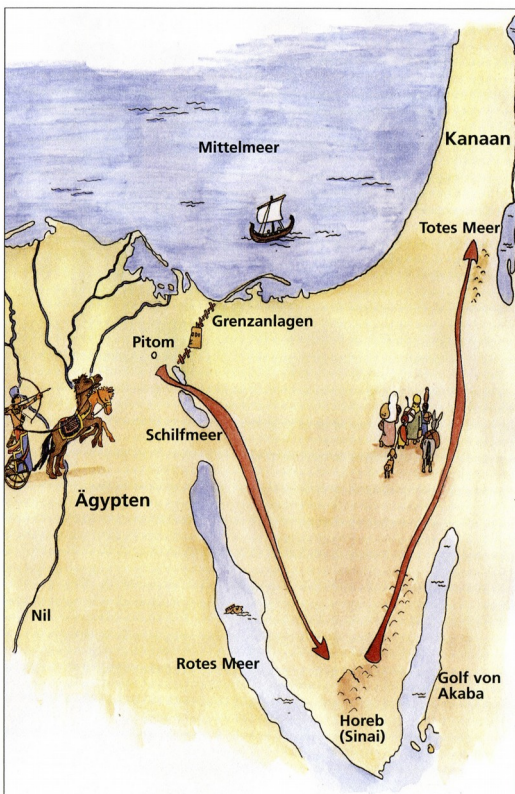 Mittelmeer
Kanaan
Totes Meer
Grenzanlagen
Pitom
Schilfmeer
Ägypten
Nil
Rotes Meer
Golf von
Akaba
Horeb
(Sinai)